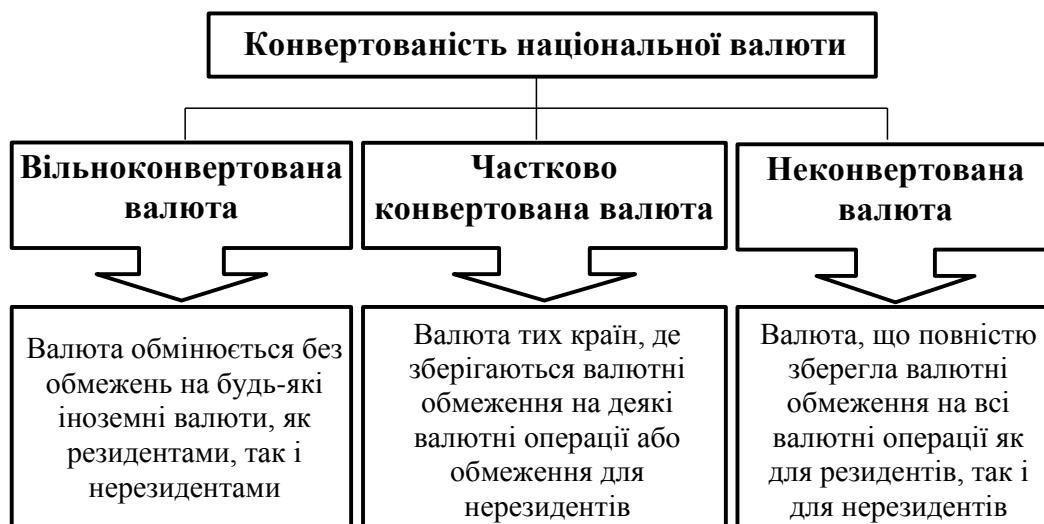 Конвертованість національної валюти
Вільноконвертована
валюта
Частково
конвертована валюта
Неконвертована
валюта
Валюта обмінюється без
обмежень на будь-які
іноземні валюти, як
резидентами, так і
нерезидентами
Валюта тих країн, де
зберігаються валютні
обмеження на деякі
валютні операції або
обмеження для
нерезидентів
Валюта, що повністю
зберегла валютні
обмеження на всі
валютні операції як
для резидентів, так і
для нерезидентів